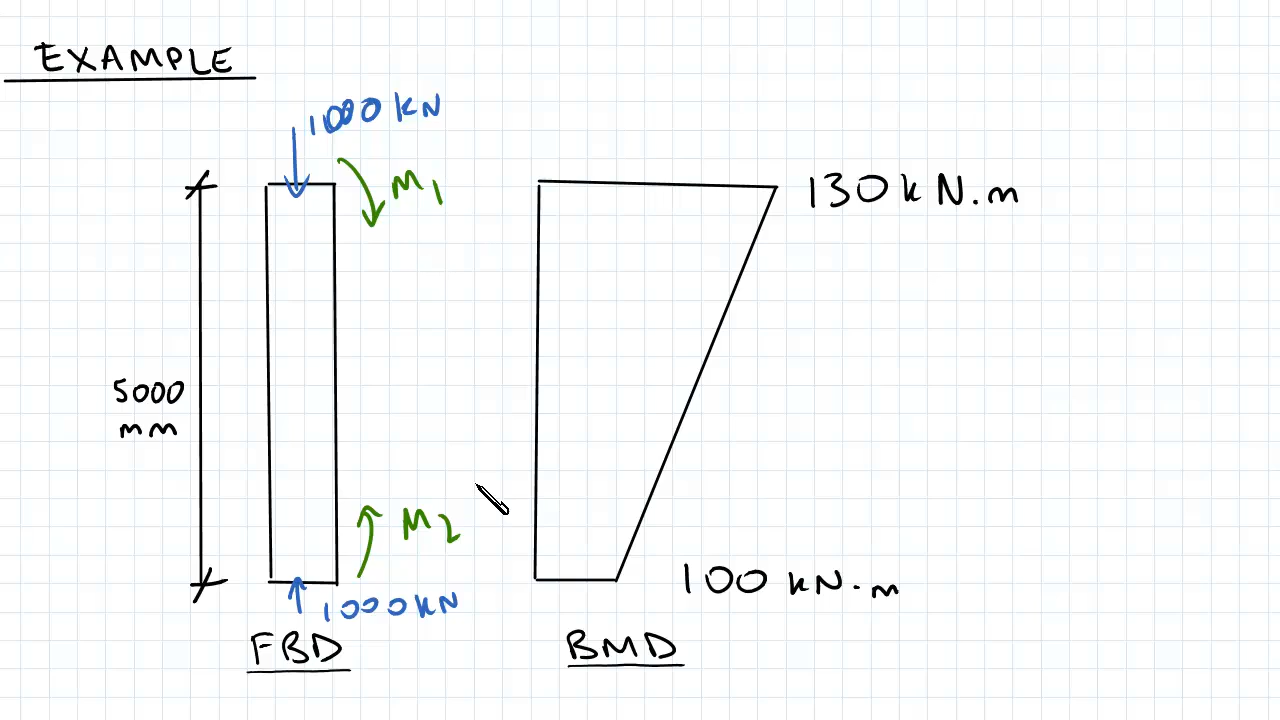 EXAMPLE
1000 kN
M1
130 kN.m
5000
mm
M2
100 kN.m
1000 kN
FBD
BMD